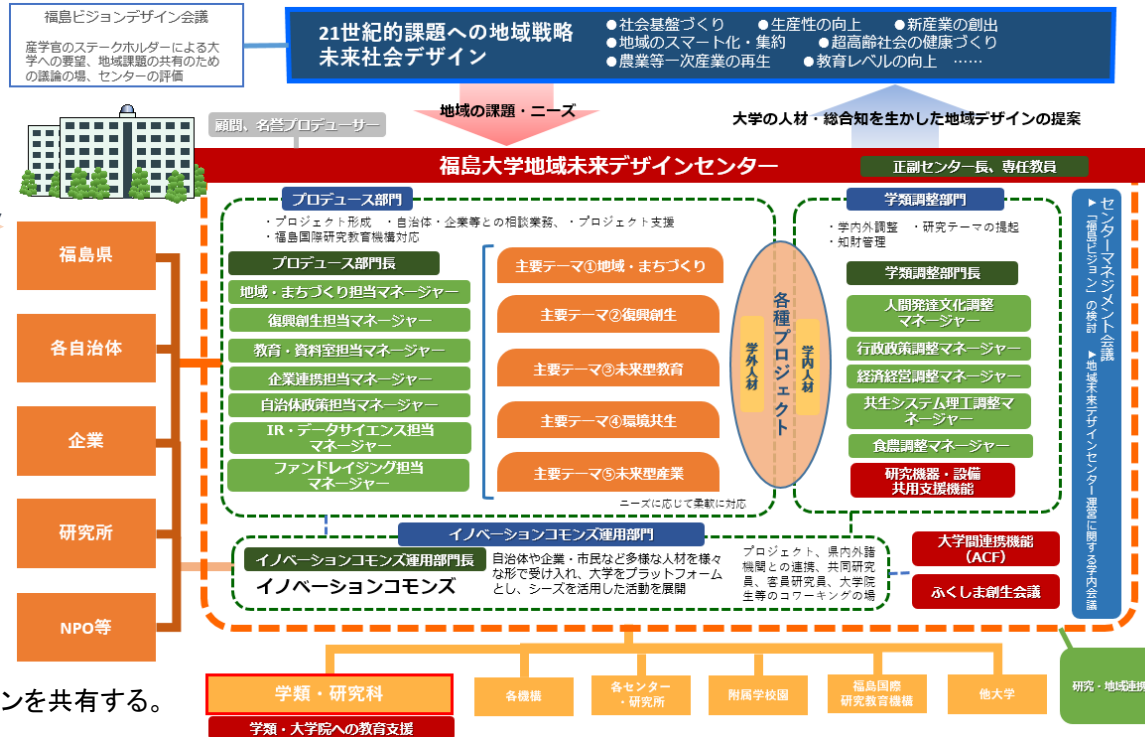 福島ビジョンデザイン会議
産学官のステークホルダーによる大
学への要望、地域課題の共有のため
の議論の場、センターの評価
21世紀的課題への地域戦略
未来社会デザイン
●社会基盤づくり ●生産性の向上 ●新産業の創出
●地域のスマート化・集約 ●超高齢社会の健康づくり
●農業等一次産業の再生 ●教育レベルの向上 ……
地域の課題・ニーズ
大学の人材・総合知を生かした地域デザインの提案
顧問、名誉プロデューサー
福島大学地域未来デザインセンター
正副センター長、専任教員
福島県
各自治体
企業
研究所
NPO等
プロデュース部門
・プロジェクト形成 ・自治体・企業等との相談業務、・プロジェクト支援
・福島国際研究教育機構対応
プロデュース部門長
地域・まちづくり担当マネージャー
復興創生担当マネージャー
教育・資料室担当マネージャー
企業連携担当マネージャー
自治体政策担当マネージャー
IR・データサイエンス担当
マネージャー
ファンドレイジング担当
マネージャー
主要テーマ①地域・まちづくり
主要テーマ②復興創生
主要テーマ③未来型教育
主要テーマ④環境共生
主要テーマ⑤未来型産業
ニーズに応じて柔軟に対応
各種プロジェクト
学外人材
学内人材
学類調整部門
・学内外調整 ・研究テーマの提起
・知財管理
学類調整部門長
人間発達文化調整
マネージャー
行政政策調整マネージャー
経済経営調整マネージャー
共生システム理工調整マ
ネージャー
食農調整マネージャー
研究機器・設備
共用支援機能
センターマネジメント会議
▶「福島ビジョン」の検討 ▶地域未来デザインセンター運営に関する学内会議
イノベーションコモンズ運用部門
イノベーションコモンズ運用部門長
イノベーションコモンズ
自治体や企業・市民など多様な人材を様々
な形で受け入れ、大学をプラットフォーム
とし、シーズを活用した活動を展開
プロジェクト、県内外諸
機関との連携、共同研究
員、客員研究員、大学院
生等のコワーキングの場
大学間連携機能
(ACF)
ふくしま創生会議
ンを共有する。
学類・研究科
学類・大学院への教育支援
各機構
各センター
・研究所
附属学校園
福島国際
研究教育機構
他大学
研究・地域連携